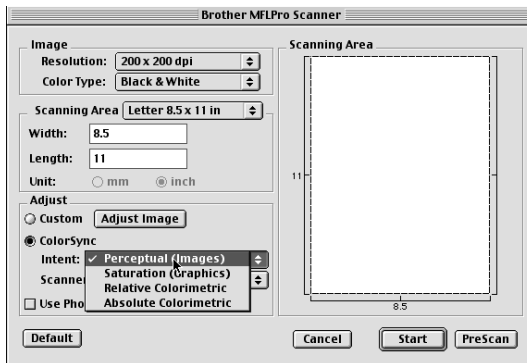 Brother MFLPro Scanner
Image
Resolution: 200 x 200 dpi
Color Type: Black & White
Scanning Area Letter 8.5 x 11 in
Width: 8.5
Length: 11
Unit: mm inch
Adjust
Custom Adjust Image
ColorSync
Intent: ✓ Perceptual (Images)
Saturation (Graphics)
Relative Colorimetric
Absolute Colorimetric
Scanne
Use Pho
Default
Scanning Area
11
8.5
Cancel Start PreScan